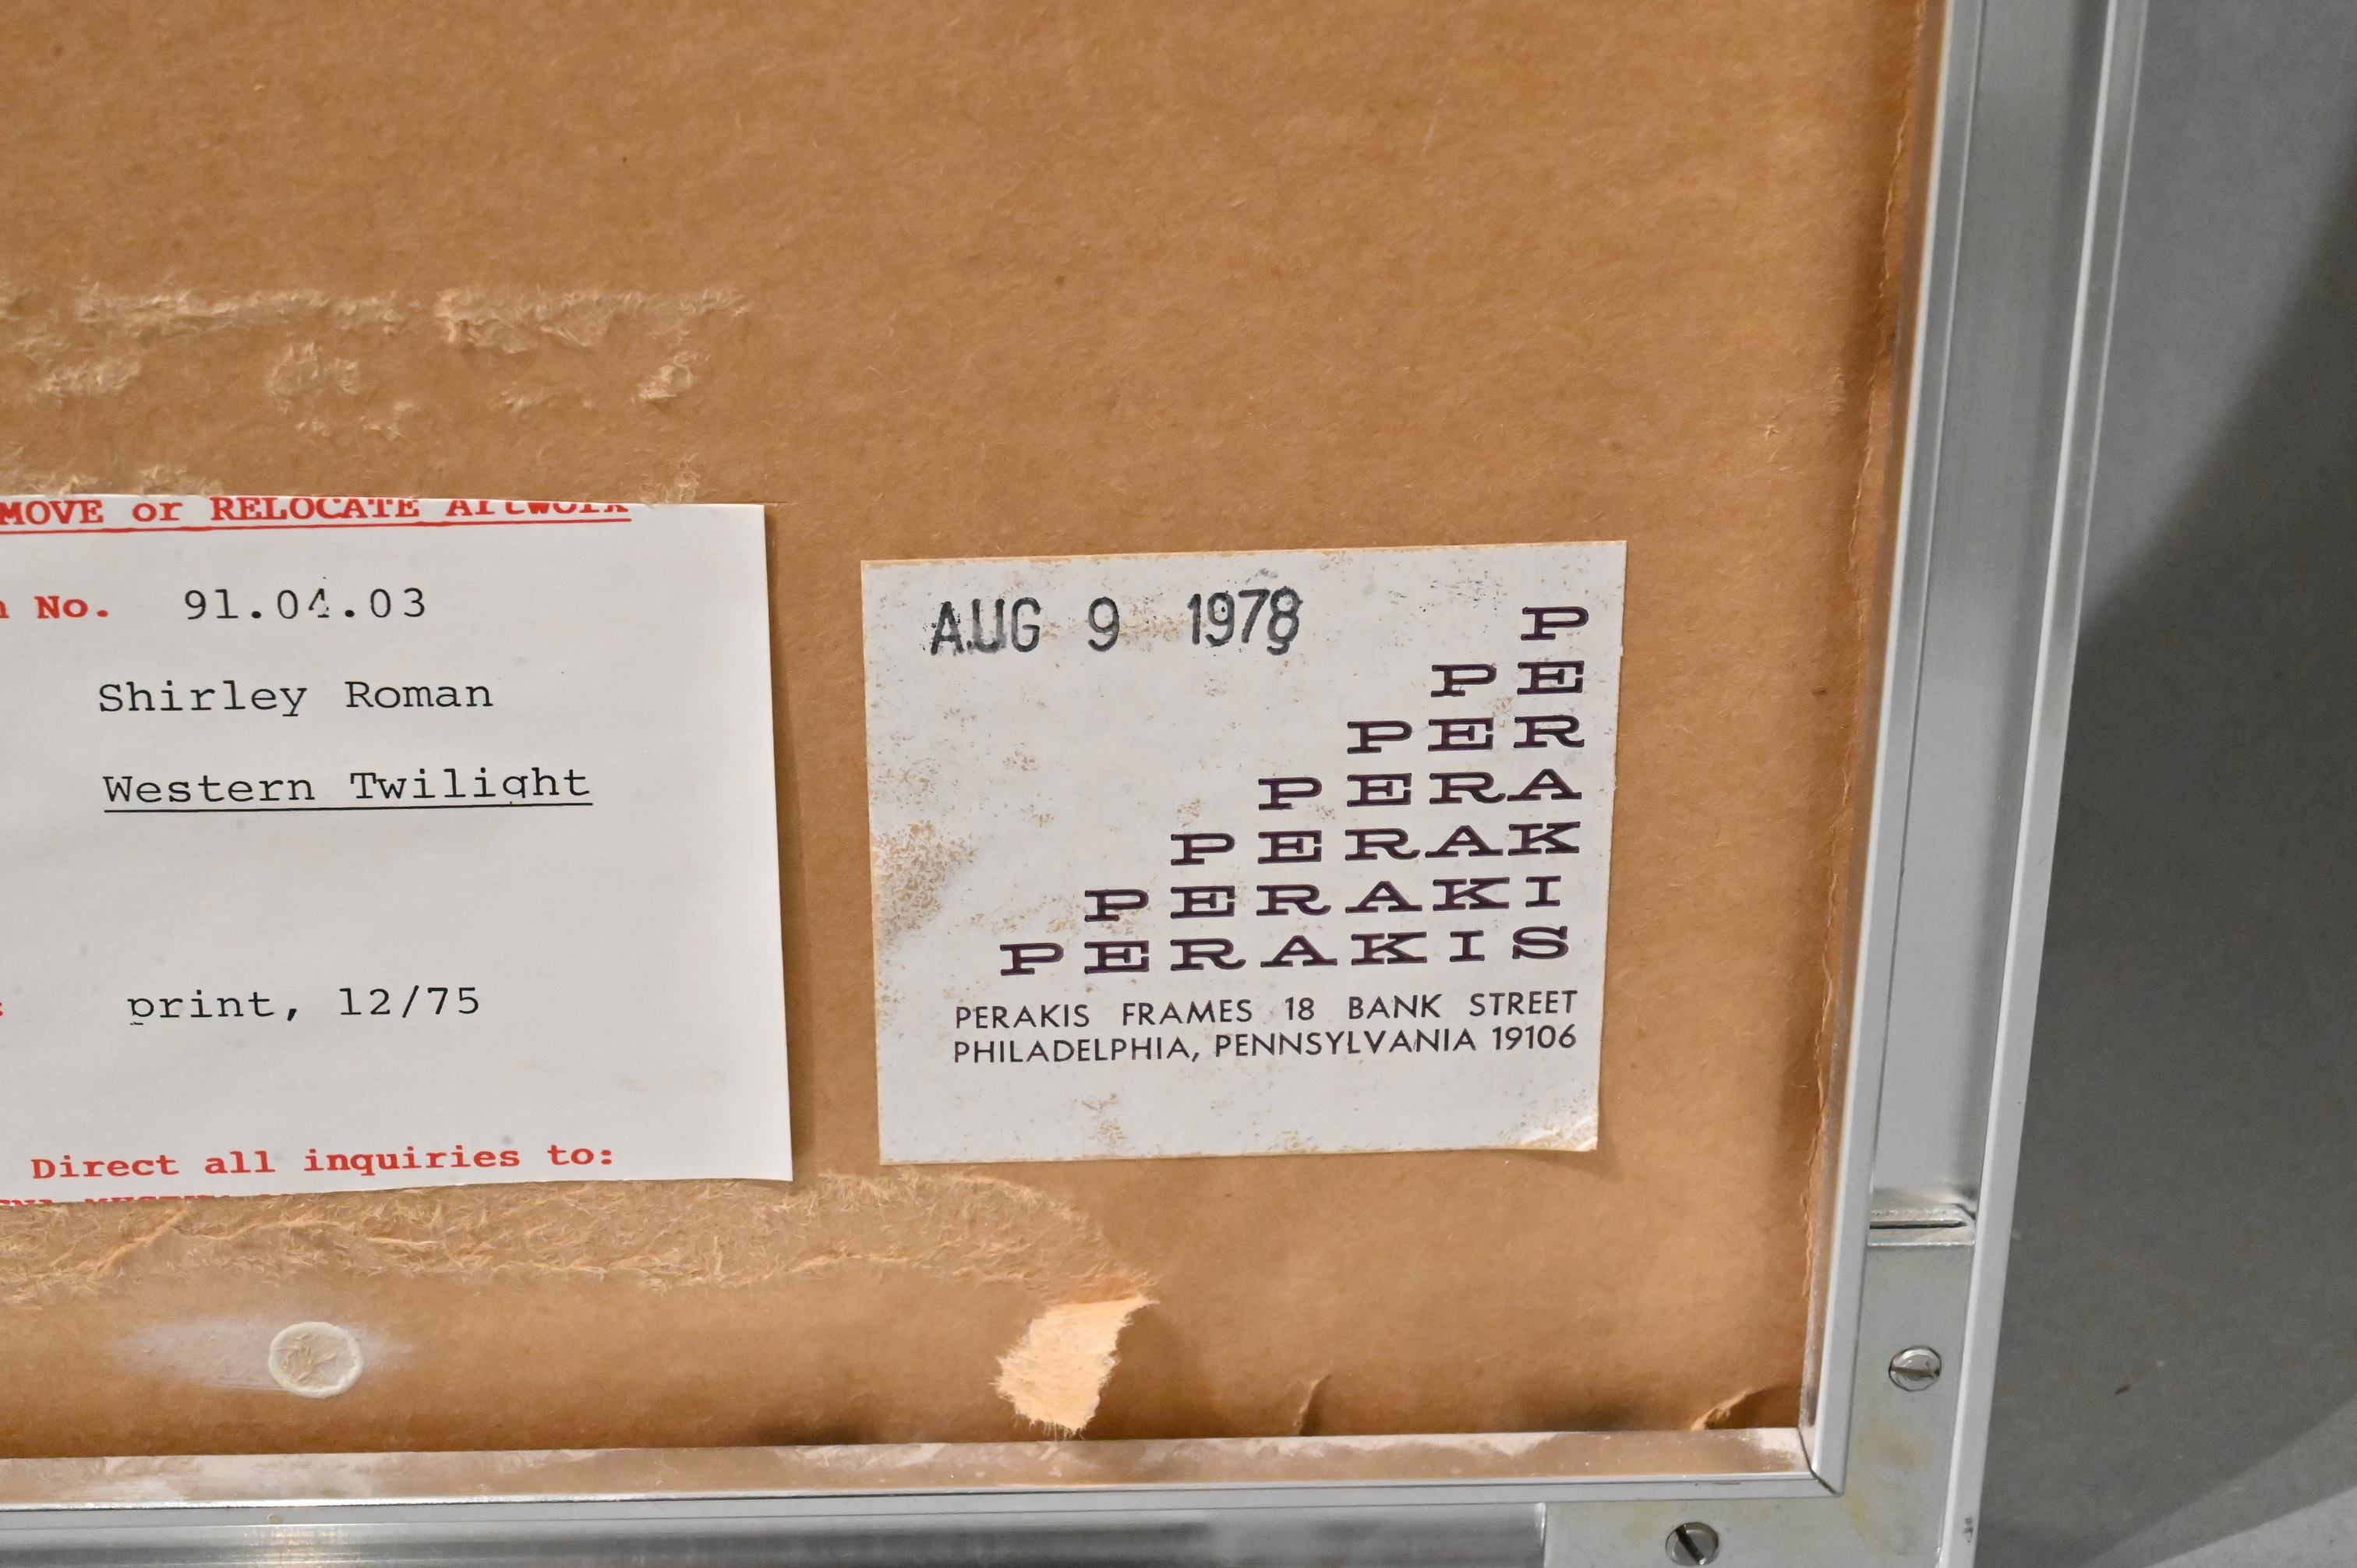 MOVE or RELOCATE Artwork
No. 91.04.03
Shirley Roman
Western Twilight
print, 12/75
Direct all inquiries to:
AUG 9 1978
P
PE
PER
PERA
PERAK
PERAKI
PERAKIS
PERAKIS FRAMES 18 BANK STREET
PHILADELPHIA, PENNSYLVANIA 19106